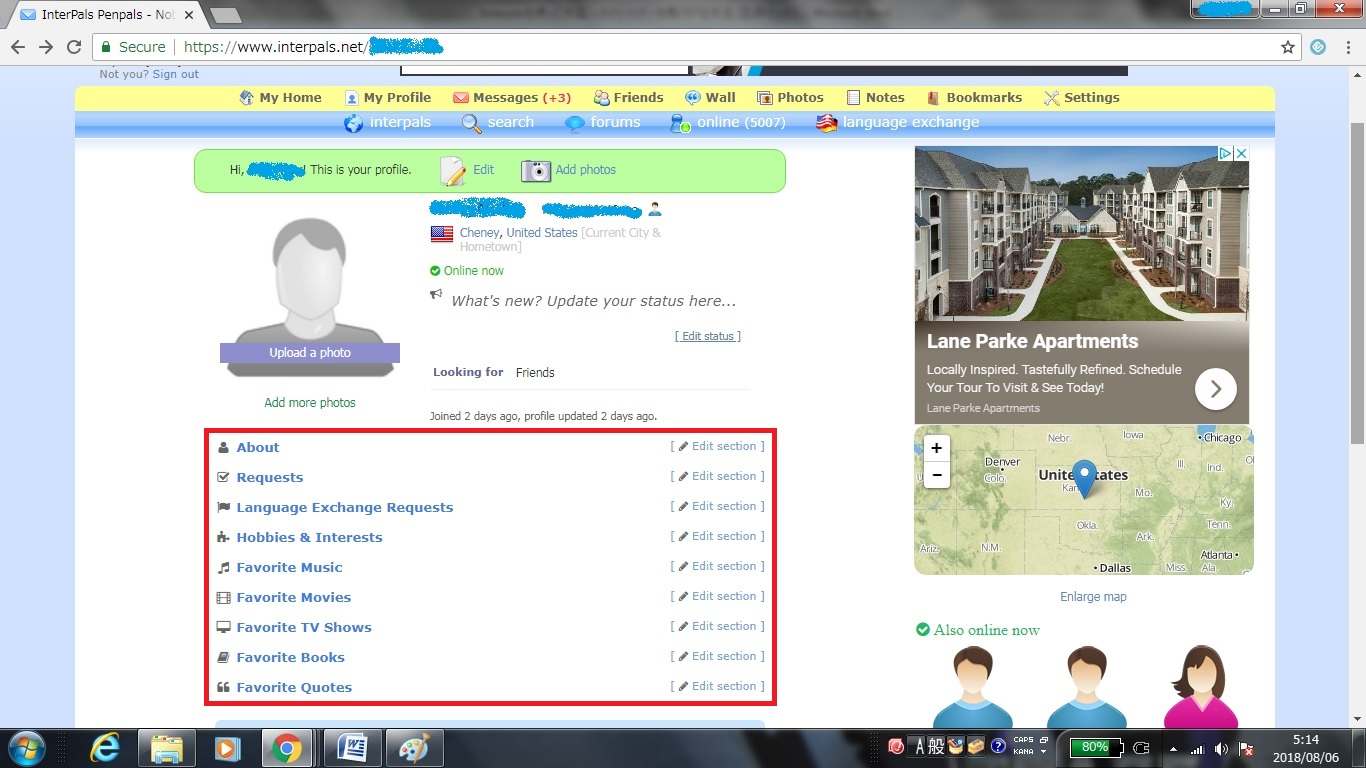 InterPals Penpals - Not
Secure | https://www.interpals.net/
Not you? Sign out
My Home My Profile Messages (+3) Friends Wall Photos Notes Bookmarks Settings
interpals search forums online (5007) language exchange
Hi, ! This is your profile. Edit Add photos
Cheney, United States [Current City &
Hometown]
Online now
What's new? Update your status here...
[ Edit status ]
Upload a photo
Looking for Friends
Add more photos
Joined 2 days ago, profile updated 2 days ago.
About [ Edit section ]
Requests [ Edit section ]
Language Exchange Requests [ Edit section ]
Hobbies & Interests [ Edit section ]
Favorite Music [ Edit section ]
Favorite Movies [ Edit section ]
Favorite TV Shows [ Edit section ]
Favorite Books [ Edit section ]
Favorite Quotes [ Edit section ]
Lane Parke Apartments
Locally Inspired. Tastefully Refined. Schedule
Your Tour To Visit & See Today!
Lane Parke Apartments
+
−
Nebr. Iowa Chicago
Denver Ill. Ind. O
Colo. United States
Kan Mo. Ky.
Okla. Tenn.
Ariz. N.M. Ark. Atlanta
Dallas Miss. Ala. Ga.
Enlarge map
Also online now
A 般 CAPS
KANA
80%
5:14
2018/08/06